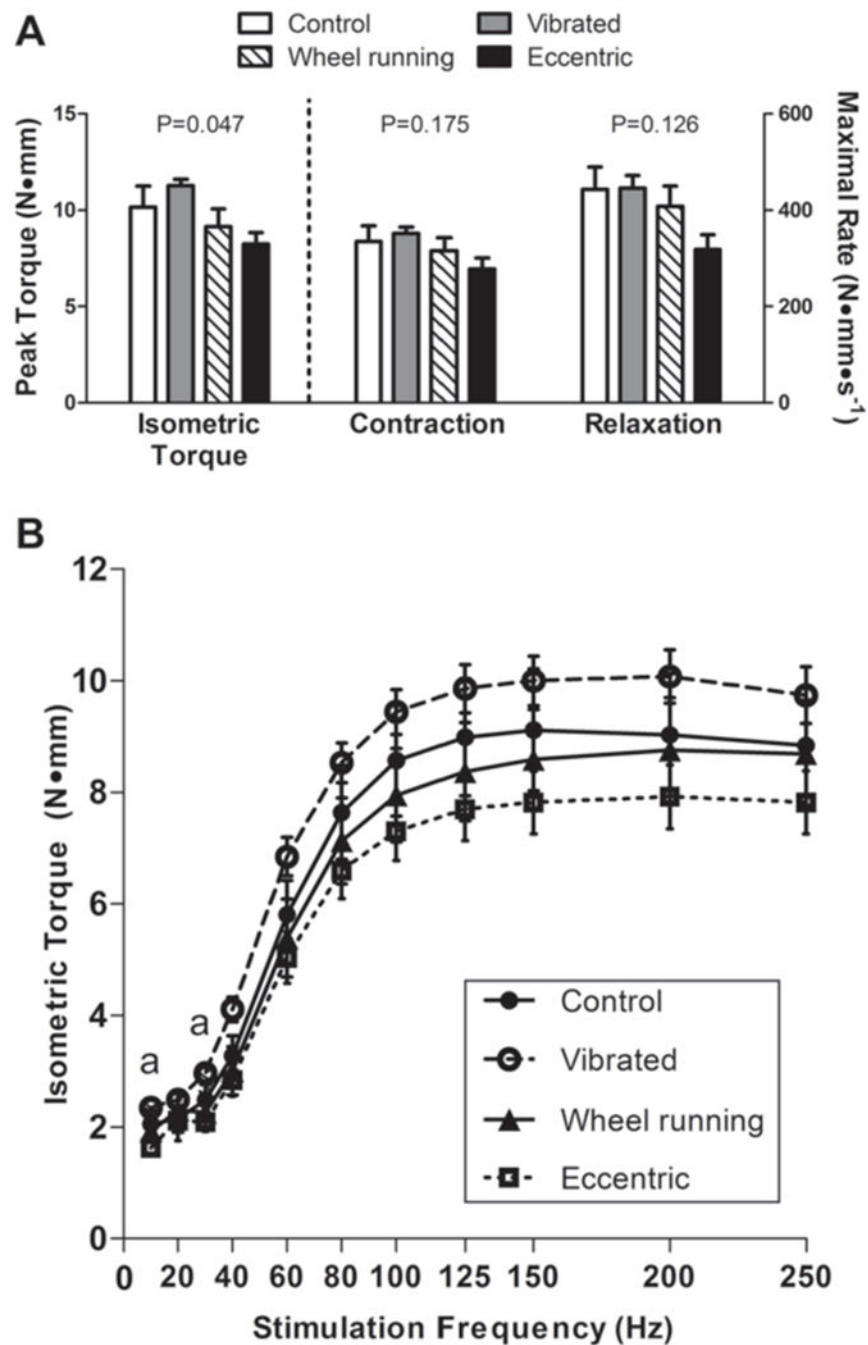 A
Control
Vibrated
Wheel running
Eccentric
15
10
5
0
Peak Torque (N•mm)
P=0.047
P=0.175
P=0.126
600
400
200
0
Maximal Rate (N•mm•s-1)
Isometric
Torque
Contraction
Relaxation
B
12
10
8
6
4
2
0
Isometric Torque (N•mm)
a
a
Control
Vibrated
Wheel running
Eccentric
0 20 40 60 80 100 125 150 200 250
Stimulation Frequency (Hz)